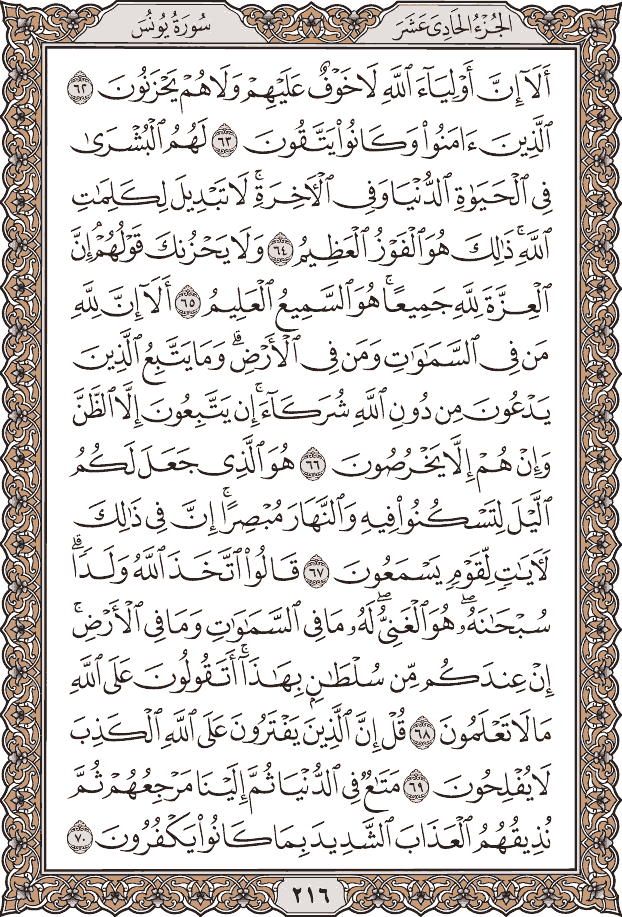 الجُزْءُ الحَادِى عَشَرَ
سُورَةُ يُونُسَ
أَلَآ إِنَّ أَوْلِيَآءَ ٱللَّهِ لَا خَوْفٌ عَلَيْهِمْ وَلَا هُمْ يَحْزَنُونَ ٦٢
ٱلَّذِينَ ءَامَنُوا۟ وَكَانُوا۟ يَتَّقُونَ ٦٣ لَهُمُ ٱلْبُشْرَىٰ
فِى ٱلْحَيَوٰةِ ٱلدُّنْيَا وَفِى ٱلْأَخِرَةِ ۚ لَا تَبْدِيلَ لِكَلِمَٰتِ
ٱللَّهِ ۚ ذَٰلِكَ هُوَ ٱلْفَوْزُ ٱلْعَظِيمُ ٦٤ وَلَا يَحْزُنكَ قَوْلُهُمْ ۘ إِنَّ
ٱلْعِزَّةَ لِلَّهِ جَمِيعًا ۚ هُوَ ٱلسَّمِيعُ ٱلْعَلِيمُ ٦٥ أَلَآ إِنَّ لِلَّهِ
مَن فِى ٱلسَّمَٰوَٰتِ وَمَن فِى ٱلْأَرْضِ ۗ وَمَا يَتَّبِعُ ٱلَّذِينَ
يَدْعُونَ مِن دُونِ ٱللَّهِ شُرَكَآءَ ۚ إِن يَتَّبِعُونَ إِلَّا ٱلظَّنَّ
وَإِنْ هُمْ إِلَّا يَخْرُصُونَ ٦٦ هُوَ ٱلَّذِى جَعَلَ لَكُمُ
ٱلَّيْلَ لِتَسْكُنُوا۟ فِيهِ وَٱلنَّهَارَ مُبْصِرًا ۚ إِنَّ فِى ذَٰلِكَ
لَأَيَٰتٍ لِّقَوْمٍ يَسْمَعُونَ ٦٧ قَالُوا۟ ٱتَّخَذَ ٱللَّهُ وَلَدًا ۗ
سُبْحَٰنَهُۥ ۖ هُوَ ٱلْغَنِىُّ ۖ لَهُۥ مَا فِى ٱلسَّمَٰوَٰتِ وَمَا فِى ٱلْأَرْضِ ۚ
إِنْ عِندَكُم مِّن سُلْطَٰنٍۭ بِهَٰذَآ ۚ أَتَقُولُونَ عَلَى ٱللَّهِ
مَا لَا تَعْلَمُونَ ٦٨ قُلْ إِنَّ ٱلَّذِينَ يَفْتَرُونَ عَلَى ٱللَّهِ ٱلْكَذِبَ
لَا يُفْلِحُونَ ٦٩ مَتَٰعٌ فِى ٱلدُّنْيَا ثُمَّ إِلَيْنَا مَرْجِعُهُمْ ثُمَّ
نُذِيقُهُمُ ٱلْعَذَابَ ٱلشَّدِيدَ بِمَا كَانُوا۟ يَكْفُرُونَ ٧٠
٢١٦